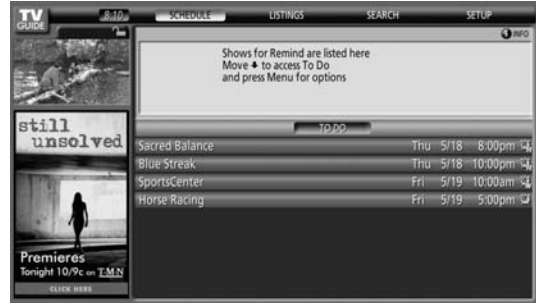 TV
GUIDE
8:10
SCHEDULE
LISTINGS
SEARCH
SETUP
INFO
Shows for Remind are listed here
Move to access To Do
and press Menu for options
TO DO
Sacred Balance Thu 5/18 8:00pm
Blue Streak Thu 5/18 10:00pm
SportsCenter Fri 5/19 10:00am
Horse Racing Fri 5/19 5:00pm
still
unsolved
Premieres
Tonight 10/9c on T·M·N
CLICK HERE